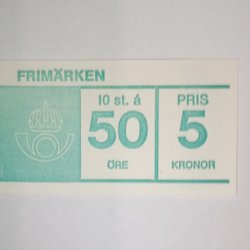 FRIMÄRKEN
10 st. á
50
ÖRE
PRIS
5
KRONOR